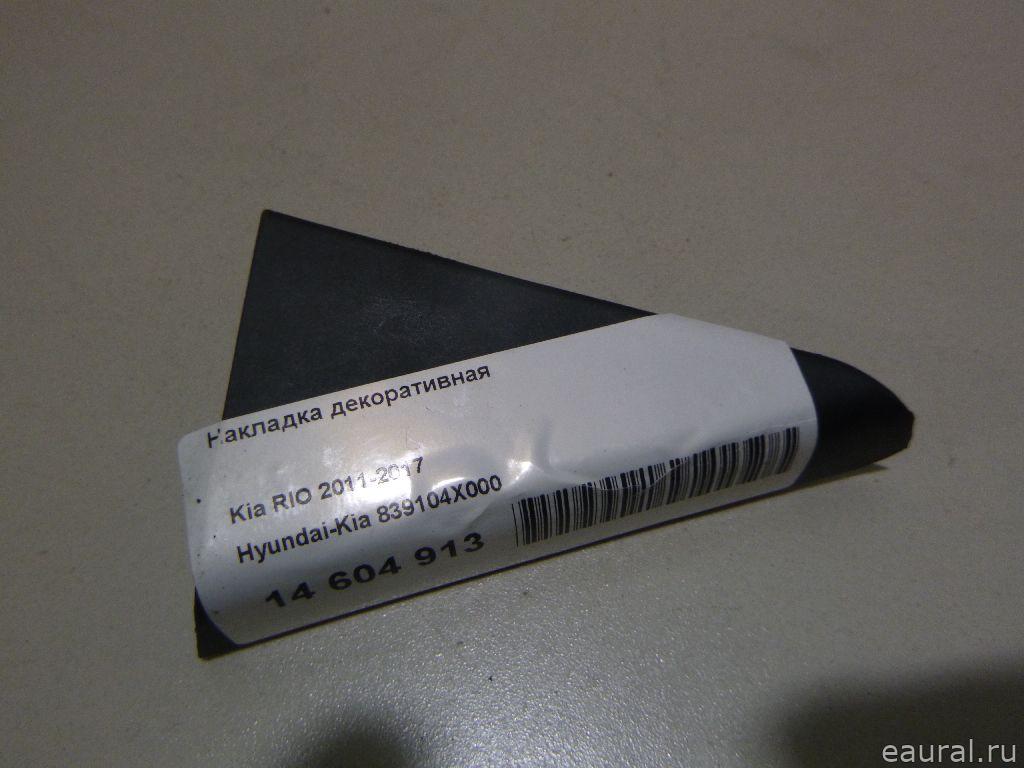 Накладка декоративная
Kia RIO 2011-2017
Hyundai-Kia 839104X000
14 604 913
eaural.ru